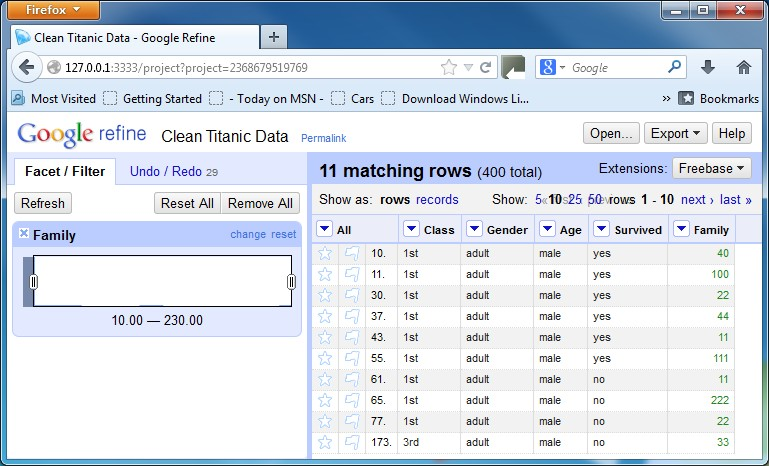 Firefox
Clean Titanic Data - Google Refine
127.0.0.1:3333/project?project=2368679519769
Google
Most Visited Getting Started - Today on MSN - Cars Download Windows Li... » Bookmarks
Google refine Clean Titanic Data Permalink Open... Export Help
Facet / Filter Undo / Redo 29
Refresh Reset All Remove All
Family change reset
10.00 — 230.00
11 matching rows (400 total) Extensions: Freebase
Show as: rows records Show: 5 10 25 50 rows 1 - 10 next › last »
All Class Gender Age Survived Family
10. 1st adult male yes 40
11. 1st adult male yes 100
30. 1st adult male yes 22
37. 1st adult male yes 44
43. 1st adult male yes 11
55. 1st adult male yes 111
61. 1st adult male no 11
65. 1st adult male no 222
77. 1st adult male no 22
173. 3rd adult male no 33